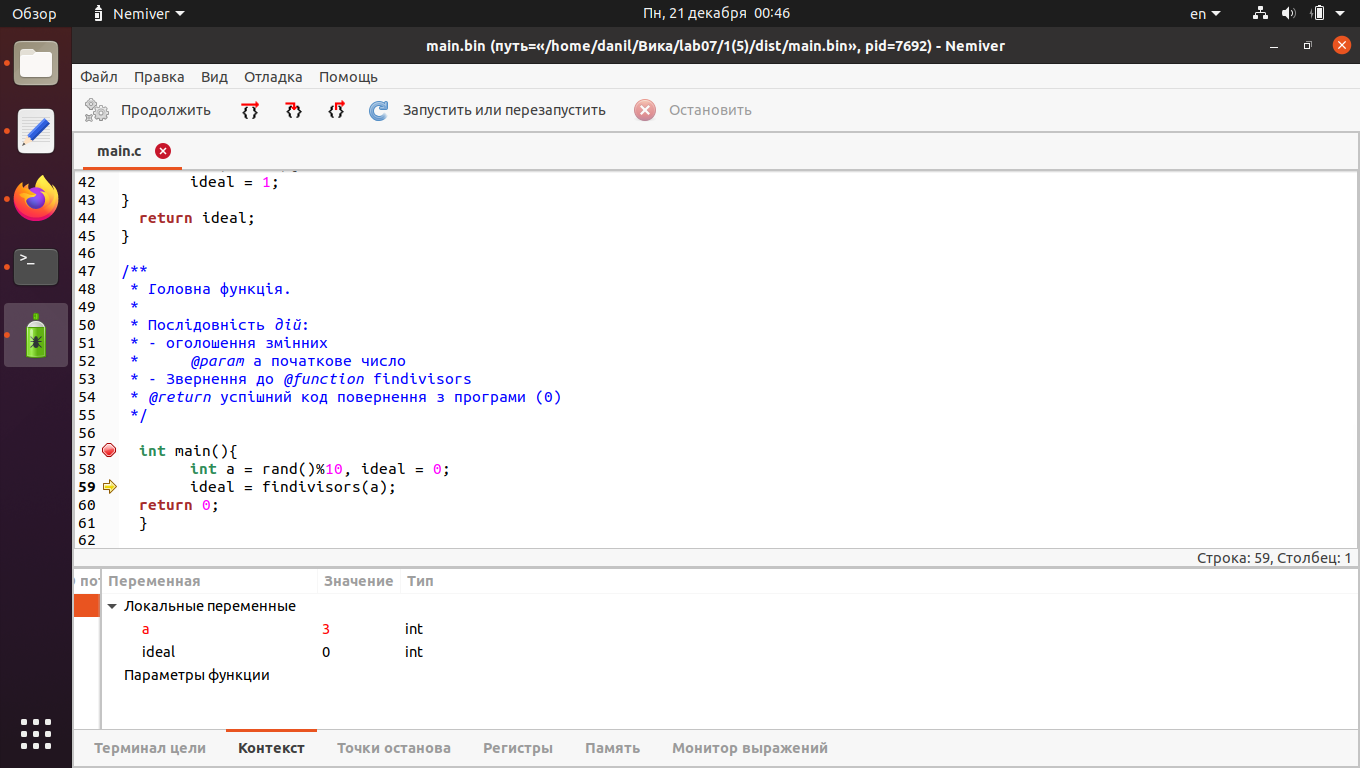 Обзор Nemiver Пн, 21 декабря 00:46 en
main.bin (путь=«/home/danil/Вика/lab07/1(5)/dist/main.bin», pid=7692) - Nemiver
Файл Правка Вид Отладка Помощь
Продолжить Запустить или перезапустить Остановить
main.c
42 ideal = 1;
43 }
44 return ideal;
45 }
46
47 /**
48 * Головна функція.
49 *
50 * Послідовність дій:
51 * - оголошення змінних
52 * @param a початкове число
53 * - Звернення до @function findivisors
54 * @return успішний код повернення з програми (0)
55 */
56
57 int main(){
58 int a = rand()%10, ideal = 0;
59 ideal = findivisors(a);
60 return 0;
61 }
62
Строка: 59, Столбец: 1
пот Переменная Значение Тип
Локальные переменные
a 3 int
ideal 0 int
Параметры функции
Терминал цели Контекст Точки останова Регистры Память Монитор выражений